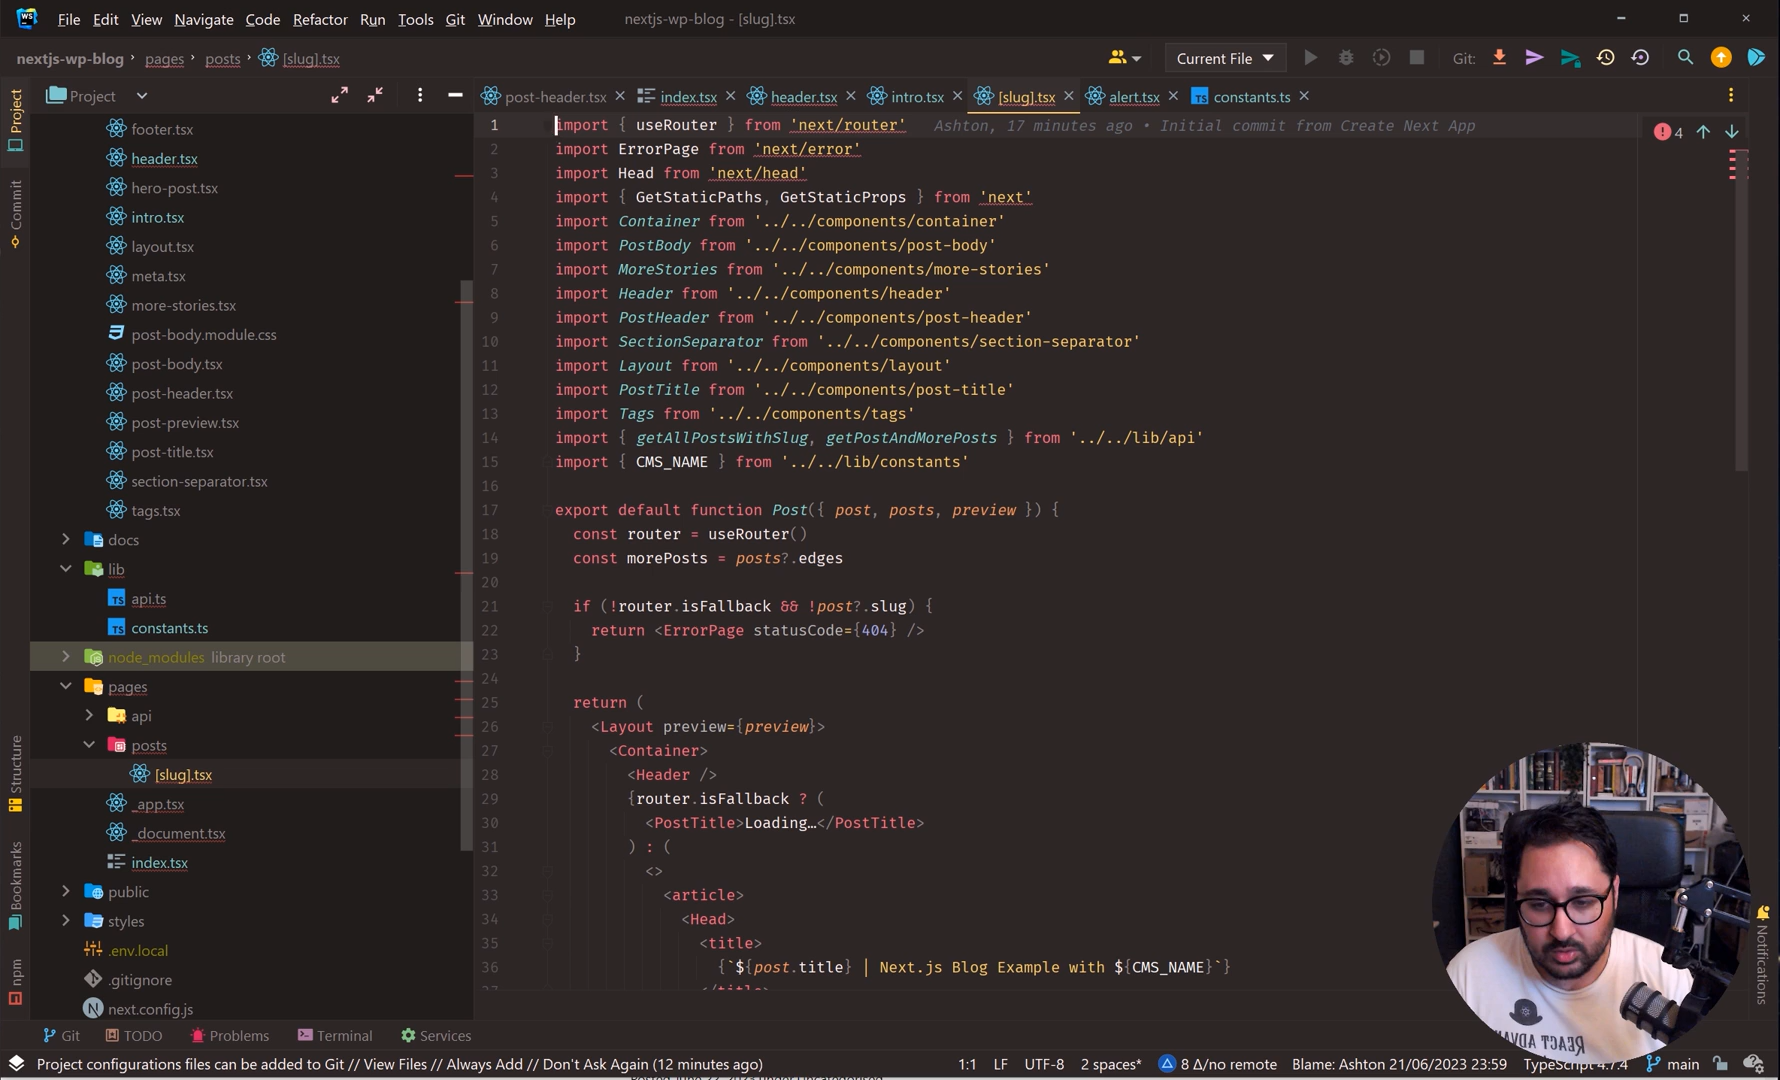 WS File Edit View Navigate Code Refactor Run Tools Git Window Help nextjs-wp-blog - [slug].tsx
nextjs-wp-blog › pages › posts › [slug].tsx Current File Git:
Project
post-header.tsx index.tsx header.tsx intro.tsx [slug].tsx alert.tsx TS constants.ts
Project
Commit
Structure
Bookmarks
npm
footer.tsx
header.tsx
hero-post.tsx
intro.tsx
layout.tsx
meta.tsx
more-stories.tsx
post-body.module.css
post-body.tsx
post-header.tsx
post-preview.tsx
post-title.tsx
section-separator.tsx
tags.tsx
docs
lib
TS api.ts
TS constants.ts
node_modules library root
pages
api
posts
[slug].tsx
_app.tsx
_document.tsx
index.tsx
public
styles
.env.local
.gitignore
N next.config.js
1 import { useRouter } from 'next/router' Ashton, 17 minutes ago • Initial commit from Create Next App
4
2 import ErrorPage from 'next/error'
3 import Head from 'next/head'
4 import { GetStaticPaths, GetStaticProps } from 'next'
5 import Container from '../../components/container'
6 import PostBody from '../../components/post-body'
7 import MoreStories from '../../components/more-stories'
8 import Header from '../../components/header'
9 import PostHeader from '../../components/post-header'
10 import SectionSeparator from '../../components/section-separator'
11 import Layout from '../../components/layout'
12 import PostTitle from '../../components/post-title'
13 import Tags from '../../components/tags'
14 import { getAllPostsWithSlug, getPostAndMorePosts } from '../../lib/api'
15 import { CMS_NAME } from '../../lib/constants'
16
17 export default function Post({ post, posts, preview }) {
18 const router = useRouter()
19 const morePosts = posts?.edges
20
21 if (!router.isFallback && !post?.slug) {
22 return <ErrorPage statusCode={404} />
23 }
24
25 return (
26 <Layout preview={preview}>
27 <Container>
28 <Header />
29 {router.isFallback ? (
30 <PostTitle>Loading…</PostTitle>
31 ) : (
32 <>
33 <article>
34 <Head>
35 <title>
36 {`${post.title} | Next.js Blog Example with ${CMS_NAME}`}
37 </title>
Notifications
REACT ADVAN
Git TODO Problems Terminal Services
Project configurations files can be added to Git // View Files // Always Add // Don't Ask Again (12 minutes ago) 1:1 LF UTF-8 2 spaces* 8 Δ/no remote Blame: Ashton 21/06/2023 23:59 TypeScript 4.7.4 main